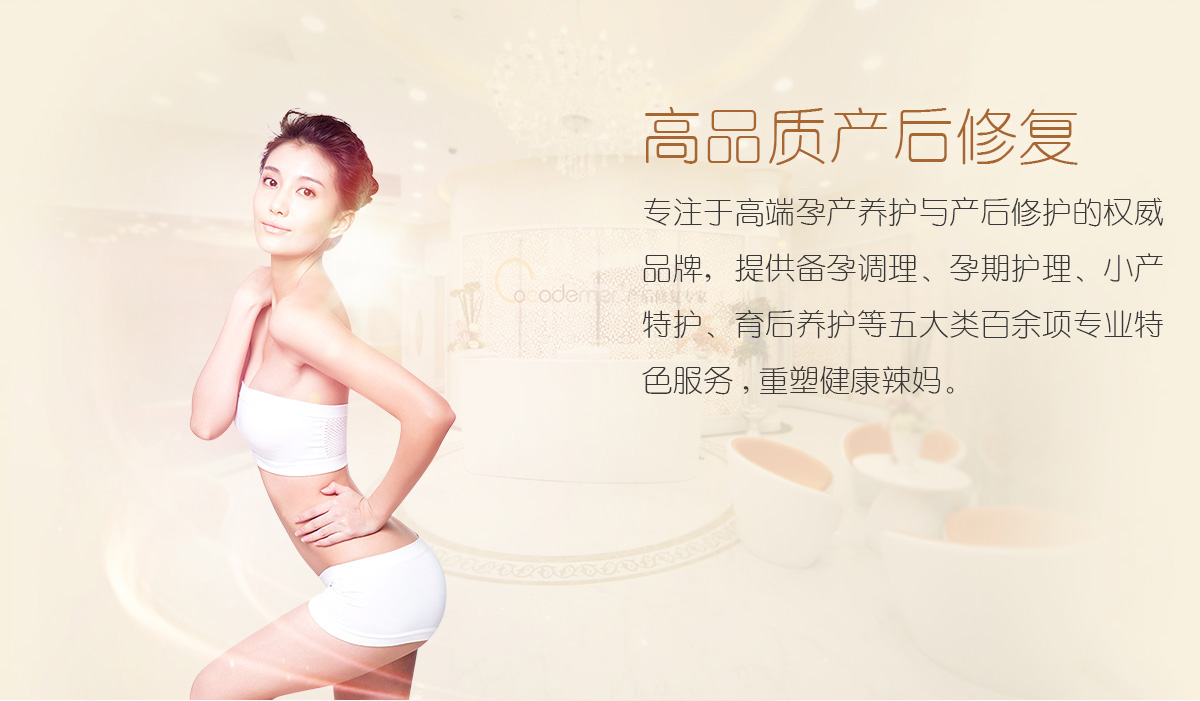 高品质产后修复
专注于高端孕产养护与产后修护的权威
品牌，提供备孕调理、孕期护理、小产
特护、育后养护等五大类百余项专业特
色服务，重塑健康辣妈。